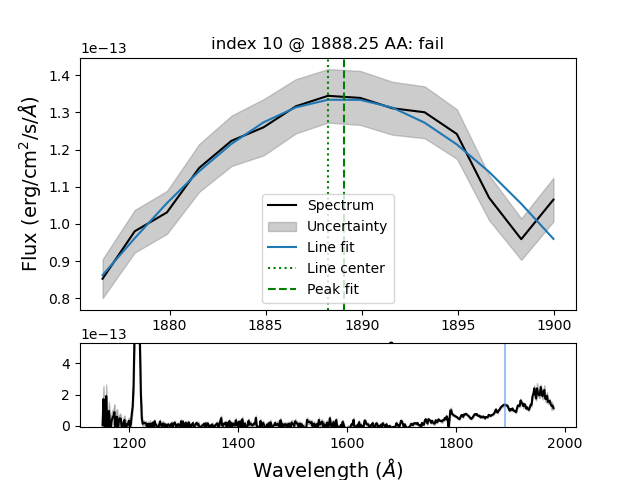 index 10 @ 1888.25 AA: fail
1e−13
1.4
1.3
1.2
1.1
1.0
0.9
0.8
Flux (erg/cm²/s/Å)
Spectrum
Uncertainty
Line fit
Line center
Peak fit
1880 1885 1890 1895 1900
1e−13
4
2
0
1200 1400 1600 1800 2000
Wavelength (Å)